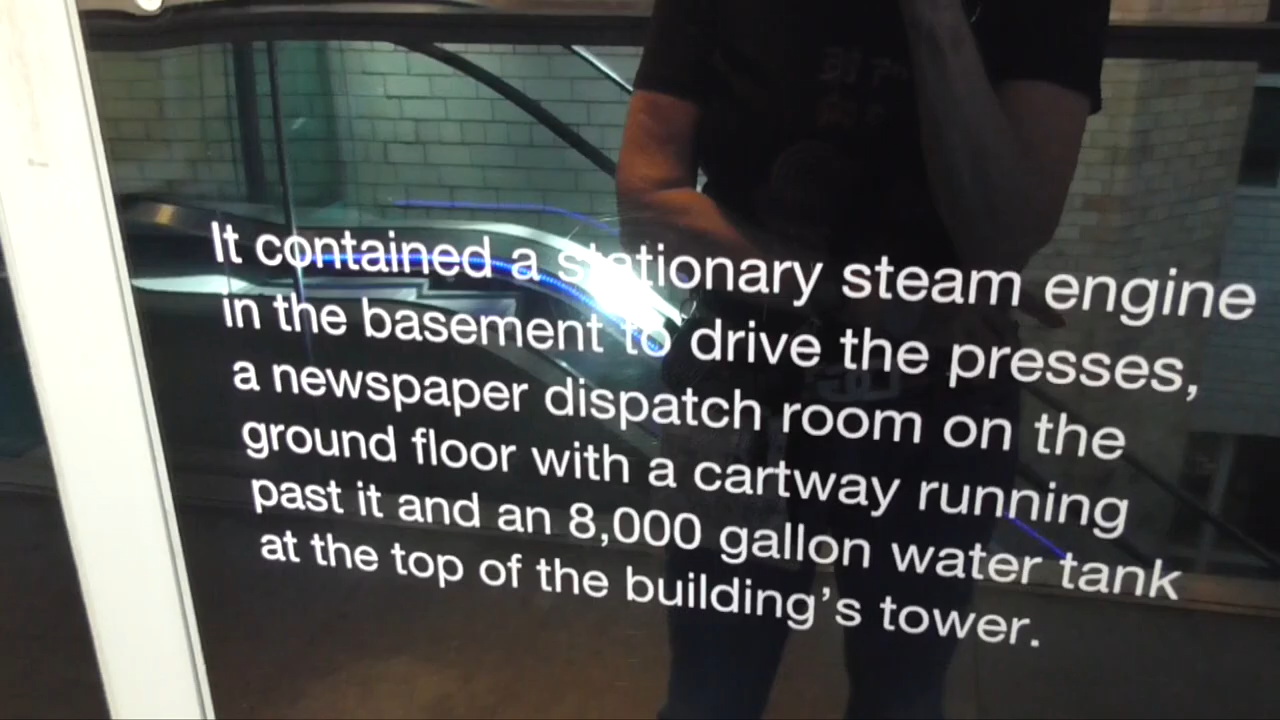 It contained a stationary steam engine
in the basement to drive the presses,
a newspaper dispatch room on the
ground floor with a cartway running
past it and an 8,000 gallon water tank
at the top of the building’s tower.